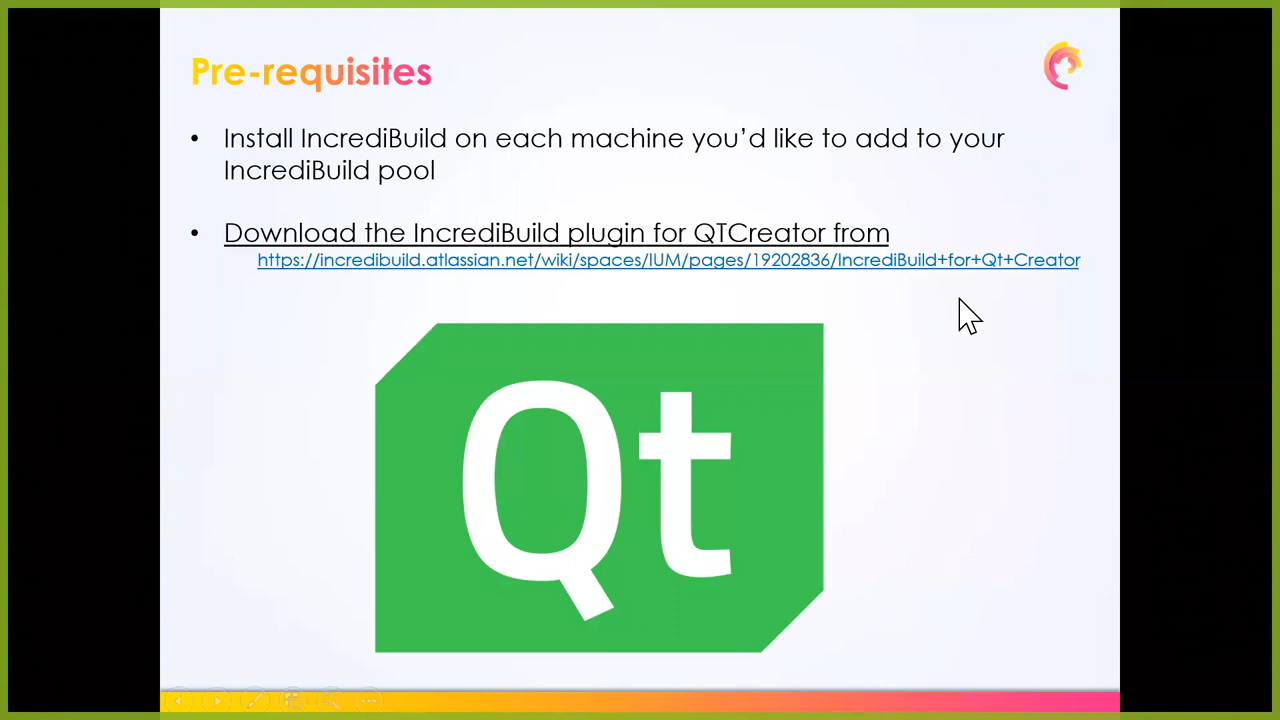 Pre-requisites
• Install IncrediBuild on each machine you’d like to add to your
IncrediBuild pool
• Download the IncrediBuild plugin for QTCreator from
https://incredibuild.atlassian.net/wiki/spaces/IUM/pages/19202836/IncrediBuild+for+Qt+Creator
Qt